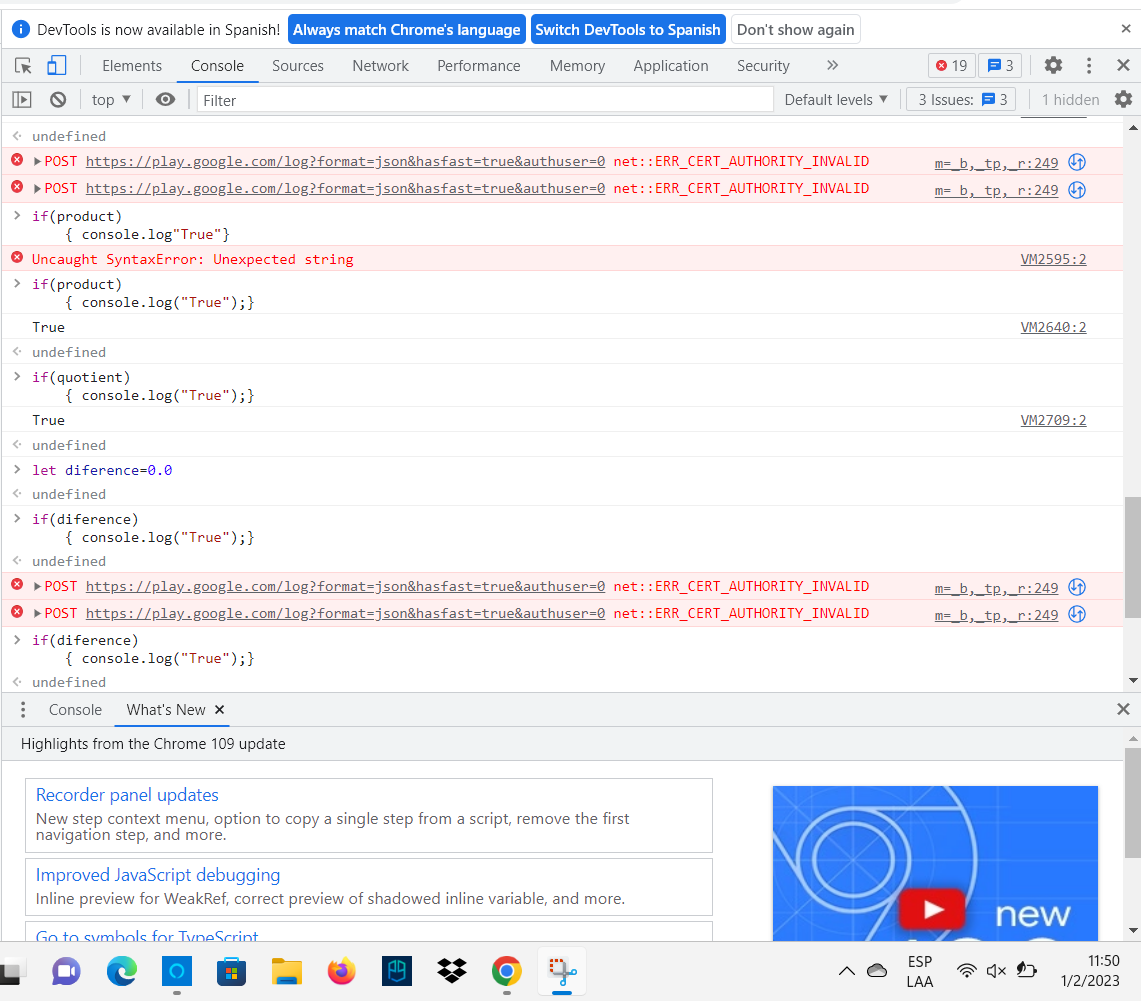 DevTools is now available in Spanish! Always match Chrome's language Switch DevTools to Spanish Don't show again
Elements Console Sources Network Performance Memory Application Security 19 3
top Filter Default levels 3 Issues: 3 1 hidden
undefined
POST https://play.google.com/log?format=json&hasfast=true&authuser=0 net::ERR_CERT_AUTHORITY_INVALID m=_b,_tp,_r:249
POST https://play.google.com/log?format=json&hasfast=true&authuser=0 net::ERR_CERT_AUTHORITY_INVALID m=_b,_tp,_r:249
if(product)
{ console.log"True"}
Uncaught SyntaxError: Unexpected string VM2595:2
if(product)
{ console.log("True");}
True VM2640:2
undefined
if(quotient)
{ console.log("True");}
True VM2709:2
undefined
let diference=0.0
undefined
if(diference)
{ console.log("True");}
undefined
POST https://play.google.com/log?format=json&hasfast=true&authuser=0 net::ERR_CERT_AUTHORITY_INVALID m=_b,_tp,_r:249
POST https://play.google.com/log?format=json&hasfast=true&authuser=0 net::ERR_CERT_AUTHORITY_INVALID m=_b,_tp,_r:249
if(diference)
{ console.log("True");}
undefined
Console What's New
Highlights from the Chrome 109 update
Recorder panel updates
New step context menu, option to copy a single step from a script, remove the first
navigation step, and more.
Improved JavaScript debugging
Inline preview for WeakRef, correct preview of shadowed inline variable, and more.
Go to symbols for TypeScript
new
ESP
LAA
11:50
1/2/2023